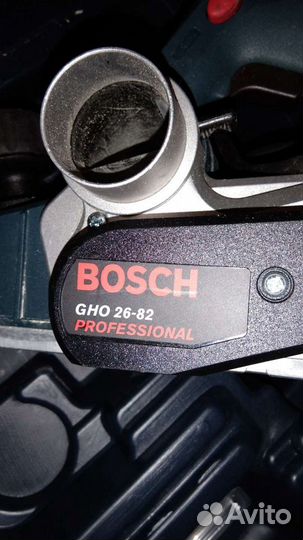 BOSCH
GHO 26-82
PROFESSIONAL
Avito